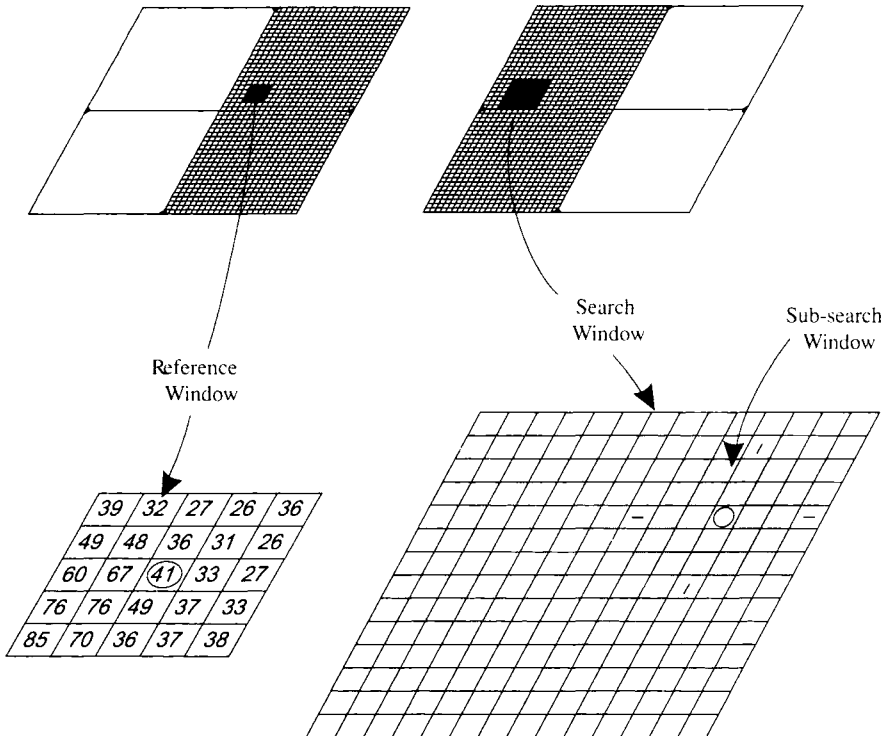 Search
Window
Sub-search
Window
Reference
Window
39 32 27 26 36
49 48 36 31 26
60 67 41 33 27
76 76 49 37 33
85 70 36 37 38